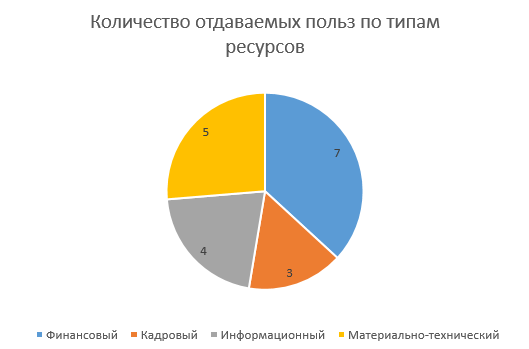 Количество отдаваемых польз по типам
ресурсов
5
7
4
3
Финансовый Кадровый Информационный Материально-технический